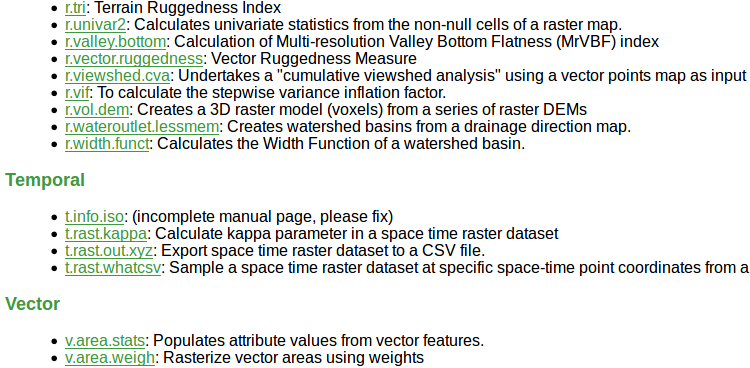 r.tri: Terrain Ruggedness Index
r.univar2: Calculates univariate statistics from the non-null cells of a raster map.
r.valley.bottom: Calculation of Multi-resolution Valley Bottom Flatness (MrVBF) index
r.vector.ruggedness: Vector Ruggedness Measure
r.viewshed.cva: Undertakes a "cumulative viewshed analysis" using a vector points map as input
r.vif: To calculate the stepwise variance inflation factor.
r.vol.dem: Creates a 3D raster model (voxels) from a series of raster DEMs
r.wateroutlet.lessmem: Creates watershed basins from a drainage direction map.
r.width.funct: Calculates the Width Function of a watershed basin.
Temporal
t.info.iso: (incomplete manual page, please fix)
t.rast.kappa: Calculate kappa parameter in a space time raster dataset
t.rast.out.xyz: Export space time raster dataset to a CSV file.
t.rast.whatcsv: Sample a space time raster dataset at specific space-time point coordinates from a
Vector
v.area.stats: Populates attribute values from vector features.
v.area.weigh: Rasterize vector areas using weights